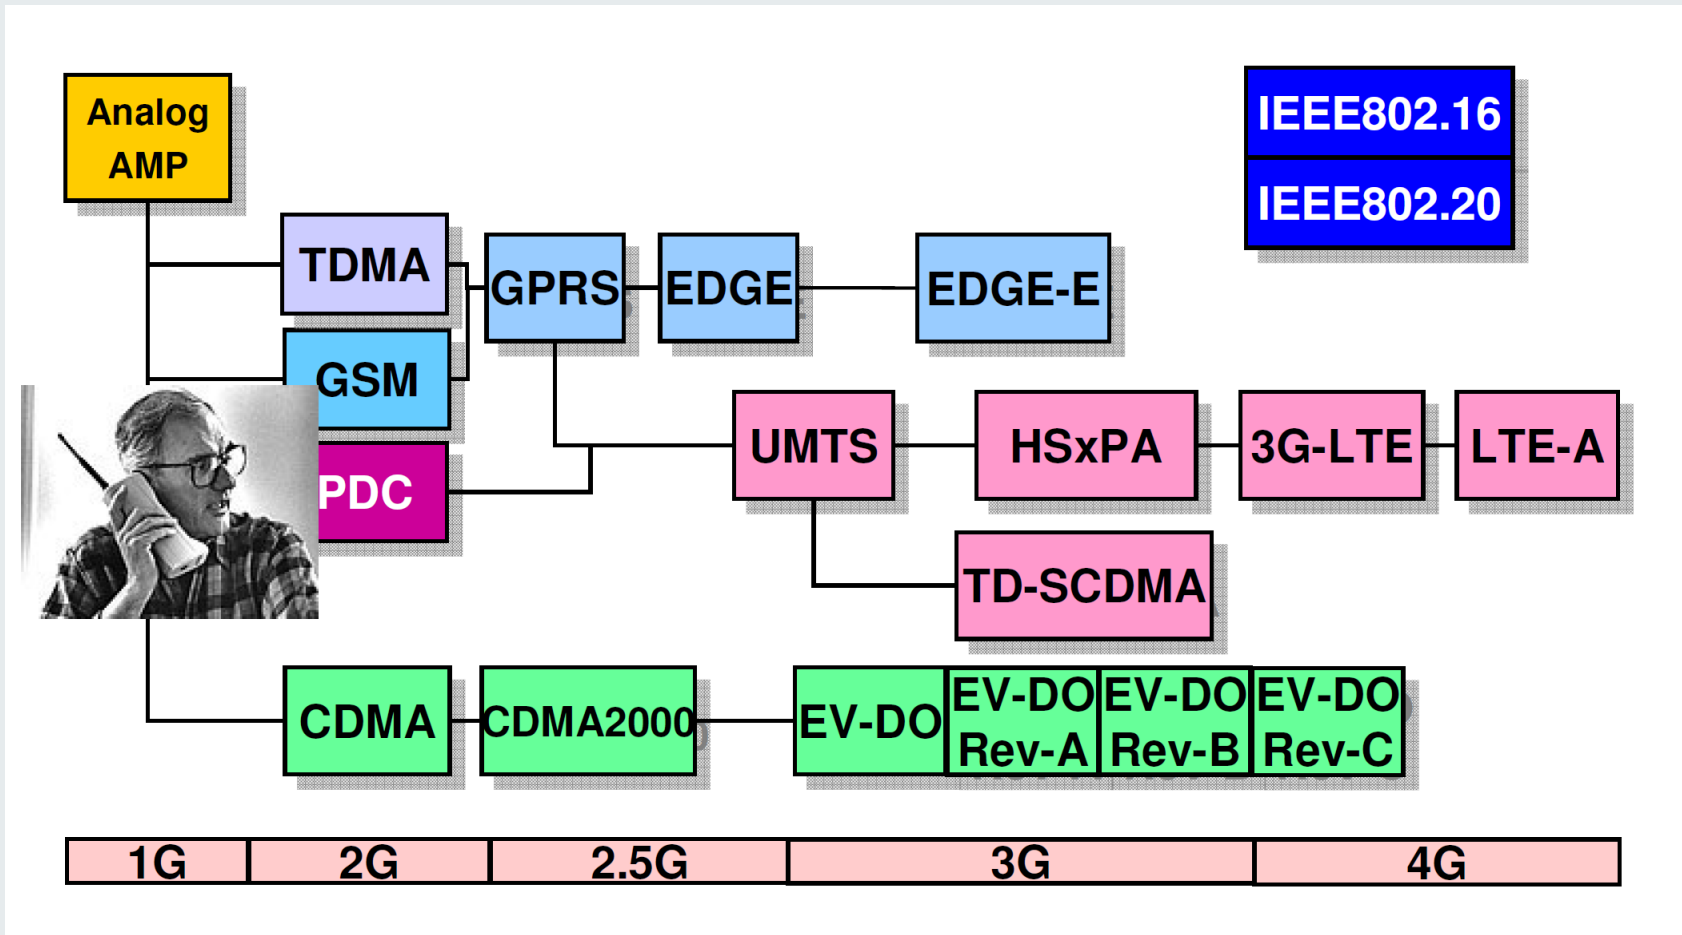 Analog
AMP
IEEE802.16
IEEE802.20
TDMA
GPRS
EDGE
EDGE-E
GSM
UMTS
HSxPA
3G-LTE
LTE-A
PDC
TD-SCDMA
CDMA
CDMA2000
EV-DO
EV-DO
Rev-A
EV-DO
Rev-B
EV-DO
Rev-C
1G
2G
2.5G
3G
4G